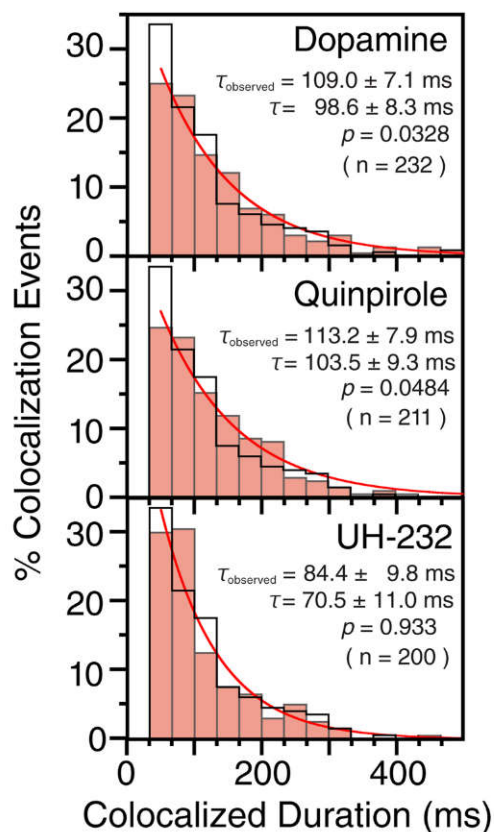 % Colocalization Events
30
20
10
0
Dopamine
τobserved = 109.0 ± 7.1 ms
τ = 98.6 ± 8.3 ms
p = 0.0328
( n = 232 )
30
20
10
0
Quinpirole
τobserved = 113.2 ± 7.9 ms
τ = 103.5 ± 9.3 ms
p = 0.0484
( n = 211 )
30
20
10
0
UH-232
τobserved = 84.4 ± 9.8 ms
τ = 70.5 ± 11.0 ms
p = 0.933
( n = 200 )
0 200 400
Colocalized Duration (ms)